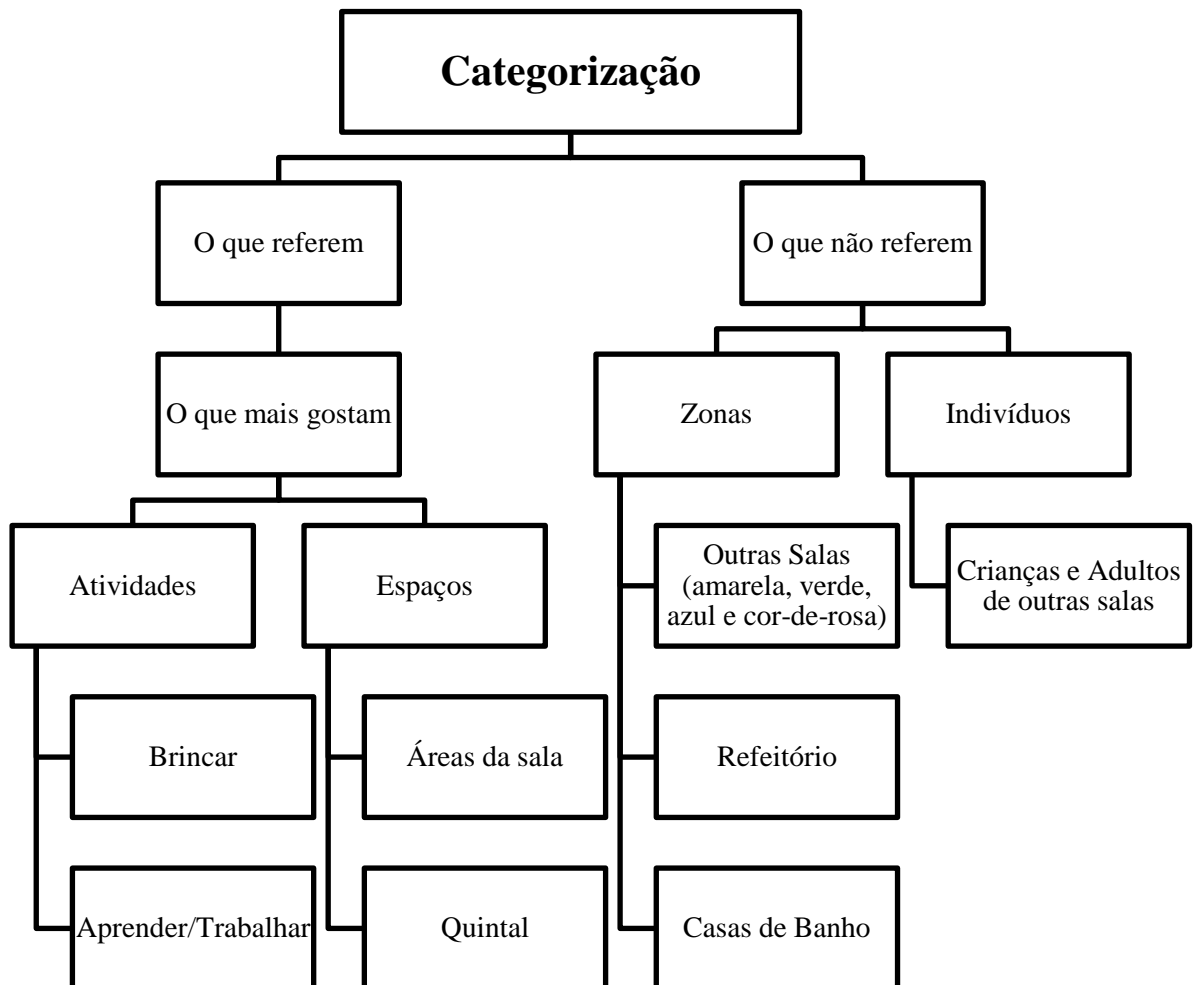 Categorização
O que referem
O que não referem
O que mais gostam
Zonas
Indivíduos
Atividades
Espaços
Outras Salas
(amarela, verde,
azul e cor-de-rosa)
Crianças e Adultos
de outras salas
Brincar
Áreas da sala
Refeitório
Aprender/Trabalhar
Quintal
Casas de Banho